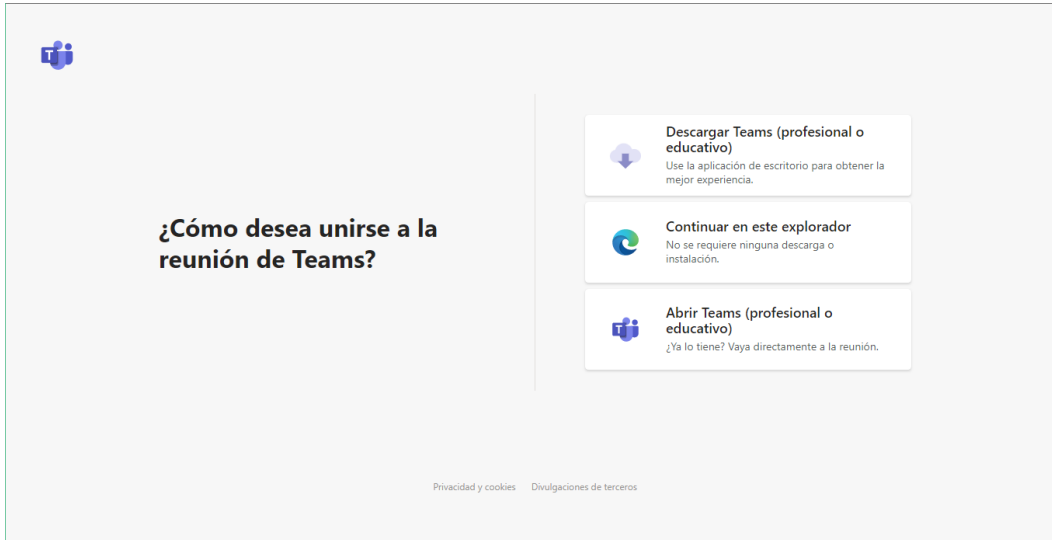 ¿Cómo desea unirse a la
reunión de Teams?
Descargar Teams (profesional o
educativo)
Use la aplicación de escritorio para obtener la
mejor experiencia.
Continuar en este explorador
No se requiere ninguna descarga o
instalación.
Abrir Teams (profesional o
educativo)
¿Ya lo tiene? Vaya directamente a la reunión.
Privacidad y cookies Divulgaciones de terceros